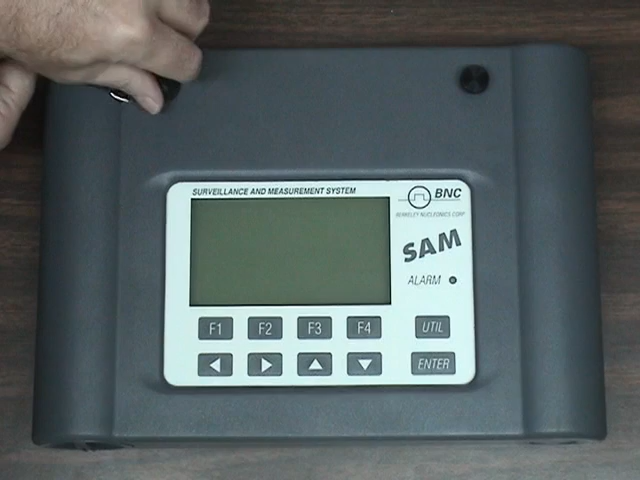 SURVEILLANCE AND MEASUREMENT SYSTEM
BNC
BERKELEY NUCLEONICS CORP
SAM
ALARM
F1 F2 F3 F4 UTIL
ENTER